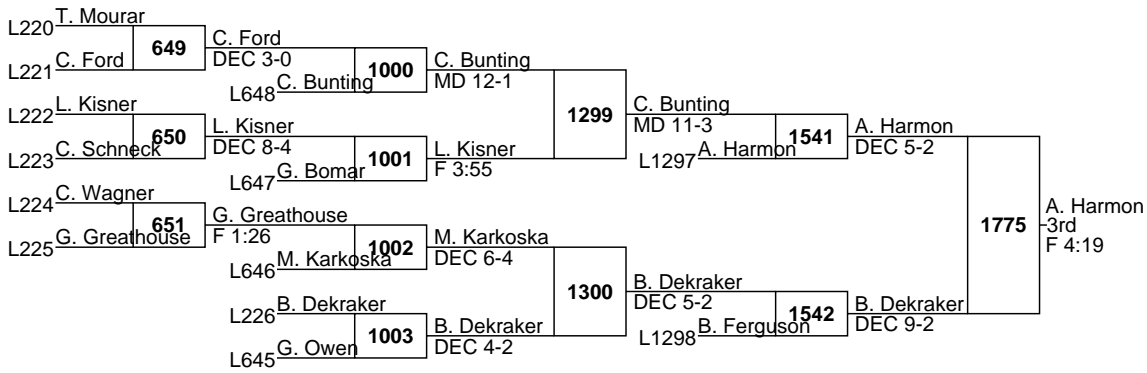 L220 T. Mourar
649
L221 C. Ford
C. Ford
DEC 3-0
1000
L648 C. Bunting
C. Bunting
MD 12-1
L222 L. Kisner
650
L223 C. Schneck
L. Kisner
DEC 8-4
1001
L647 G. Bomar
L. Kisner
F 3:55
1299
C. Bunting
MD 11-3
1541
L1297 A. Harmon
A. Harmon
DEC 5-2
L224 C. Wagner
651
L225 G. Greathouse
G. Greathouse
F 1:26
1002
L646 M. Karkoska
M. Karkoska
DEC 6-4
L226 B. Dekraker
1003
L645 G. Owen
B. Dekraker
DEC 4-2
1300
B. Dekraker
DEC 5-2
1542
L1298 B. Ferguson
B. Dekraker
DEC 9-2
1775
A. Harmon
3rd
F 4:19